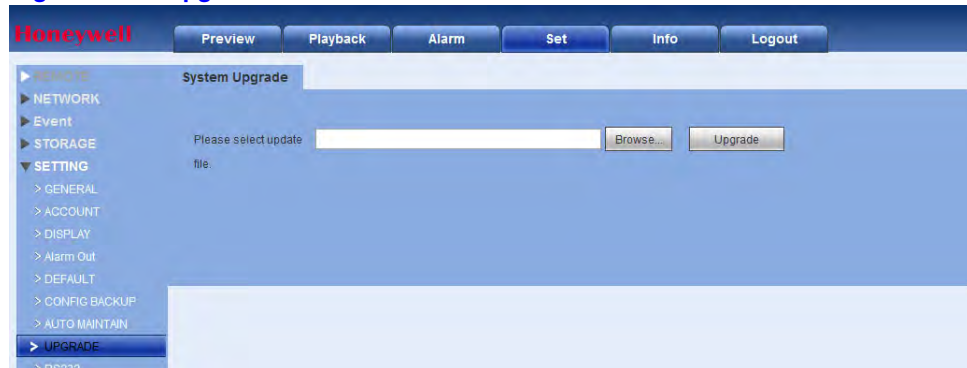 Honeywell
Preview Playback Alarm Set Info Logout
System Upgrade
NETWORK
Event
STORAGE
SETTING
> GENERAL
> ACCOUNT
> DISPLAY
> Alarm Out
> DEFAULT
> CONFIG BACKUP
> AUTO MAINTAIN
> UPGRADE
Please select update
file.
Browse...
Upgrade